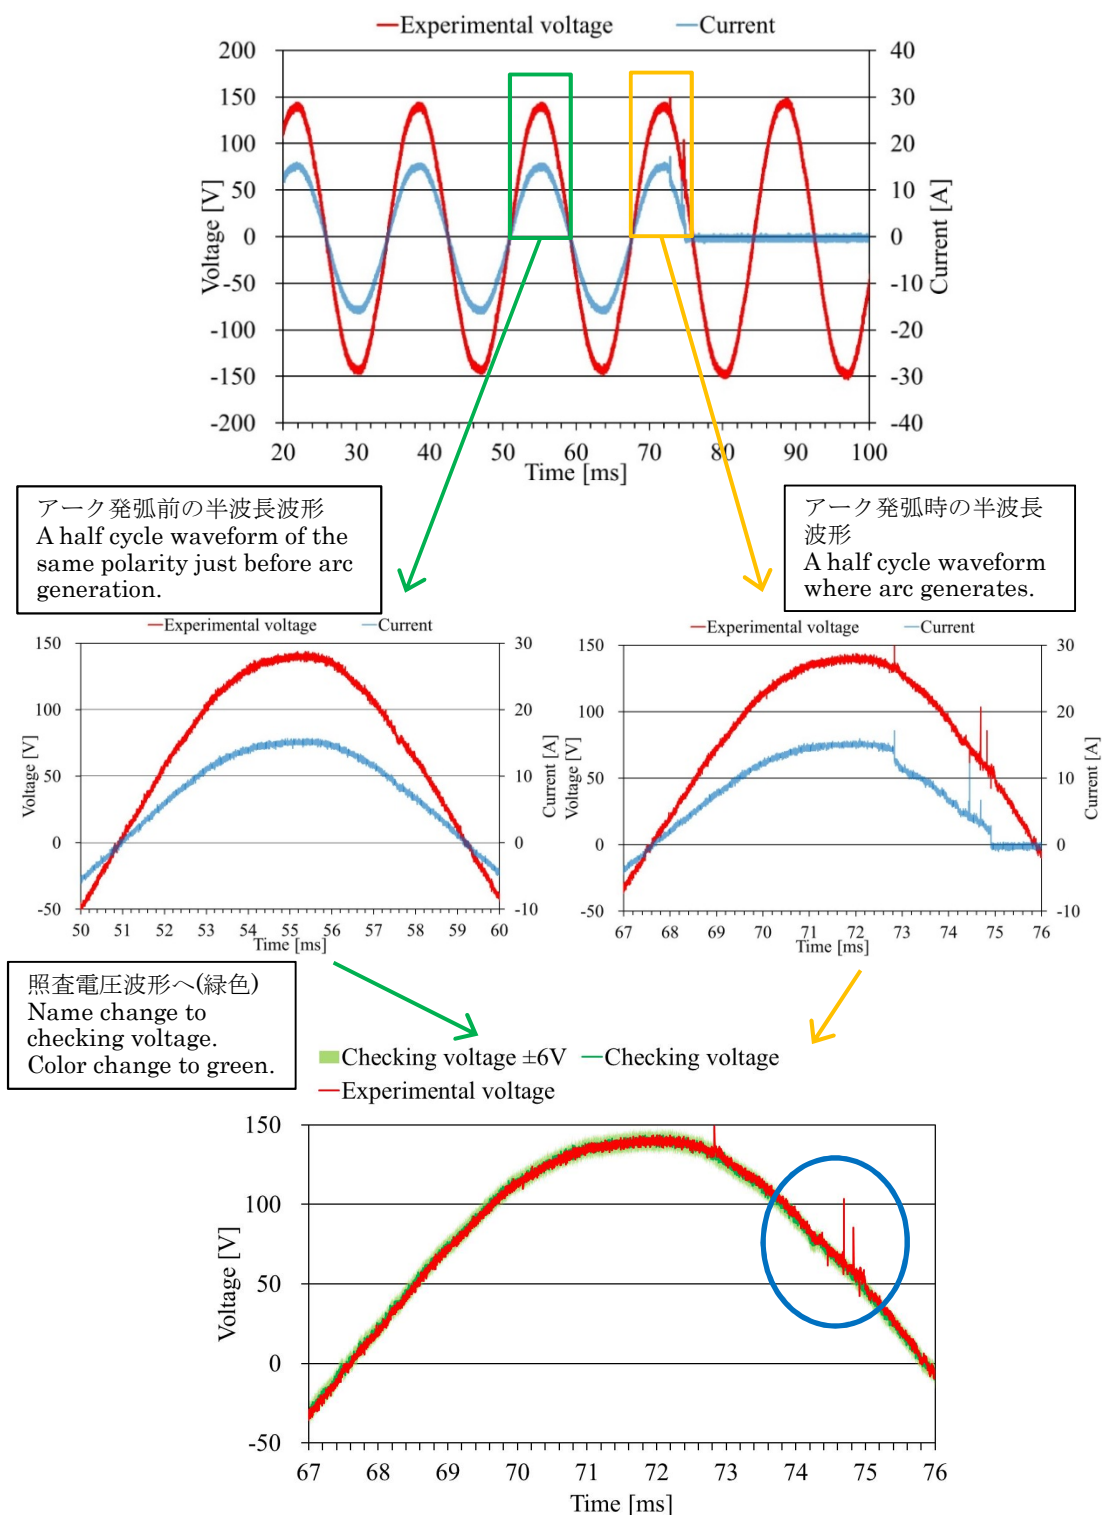 Experimental voltage Current
200 150 100 50 0 -50 -100 -150 -200
Voltage [V]
40 30 20 10 0 -10 -20 -30 -40
Current [A]
20 30 40 50 60 70 80 90 100
Time [ms]
アーク発弧前の半波長波形
A half cycle waveform of the
same polarity just before arc
generation.
アーク発弧時の半波長
波形
A half cycle waveform
where arc generates.
Experimental voltage Current
150 100 50 0 -50
Voltage [V]
30 20 10 0 -10
Current [A]
50 51 52 53 54 55 56 57 58 59 60
Time [ms]
Experimental voltage Current
150 100 50 0 -50
Voltage [V]
30 20 10 0 -10
Current [A]
67 68 69 70 71 72 73 74 75 76
Time [ms]
照査電圧波形へ(緑色)
Name change to
checking voltage.
Color change to green.
Checking voltage ±6V Checking voltage
Experimental voltage
150 100 50 0 -50
Voltage [V]
67 68 69 70 71 72 73 74 75 76
Time [ms]